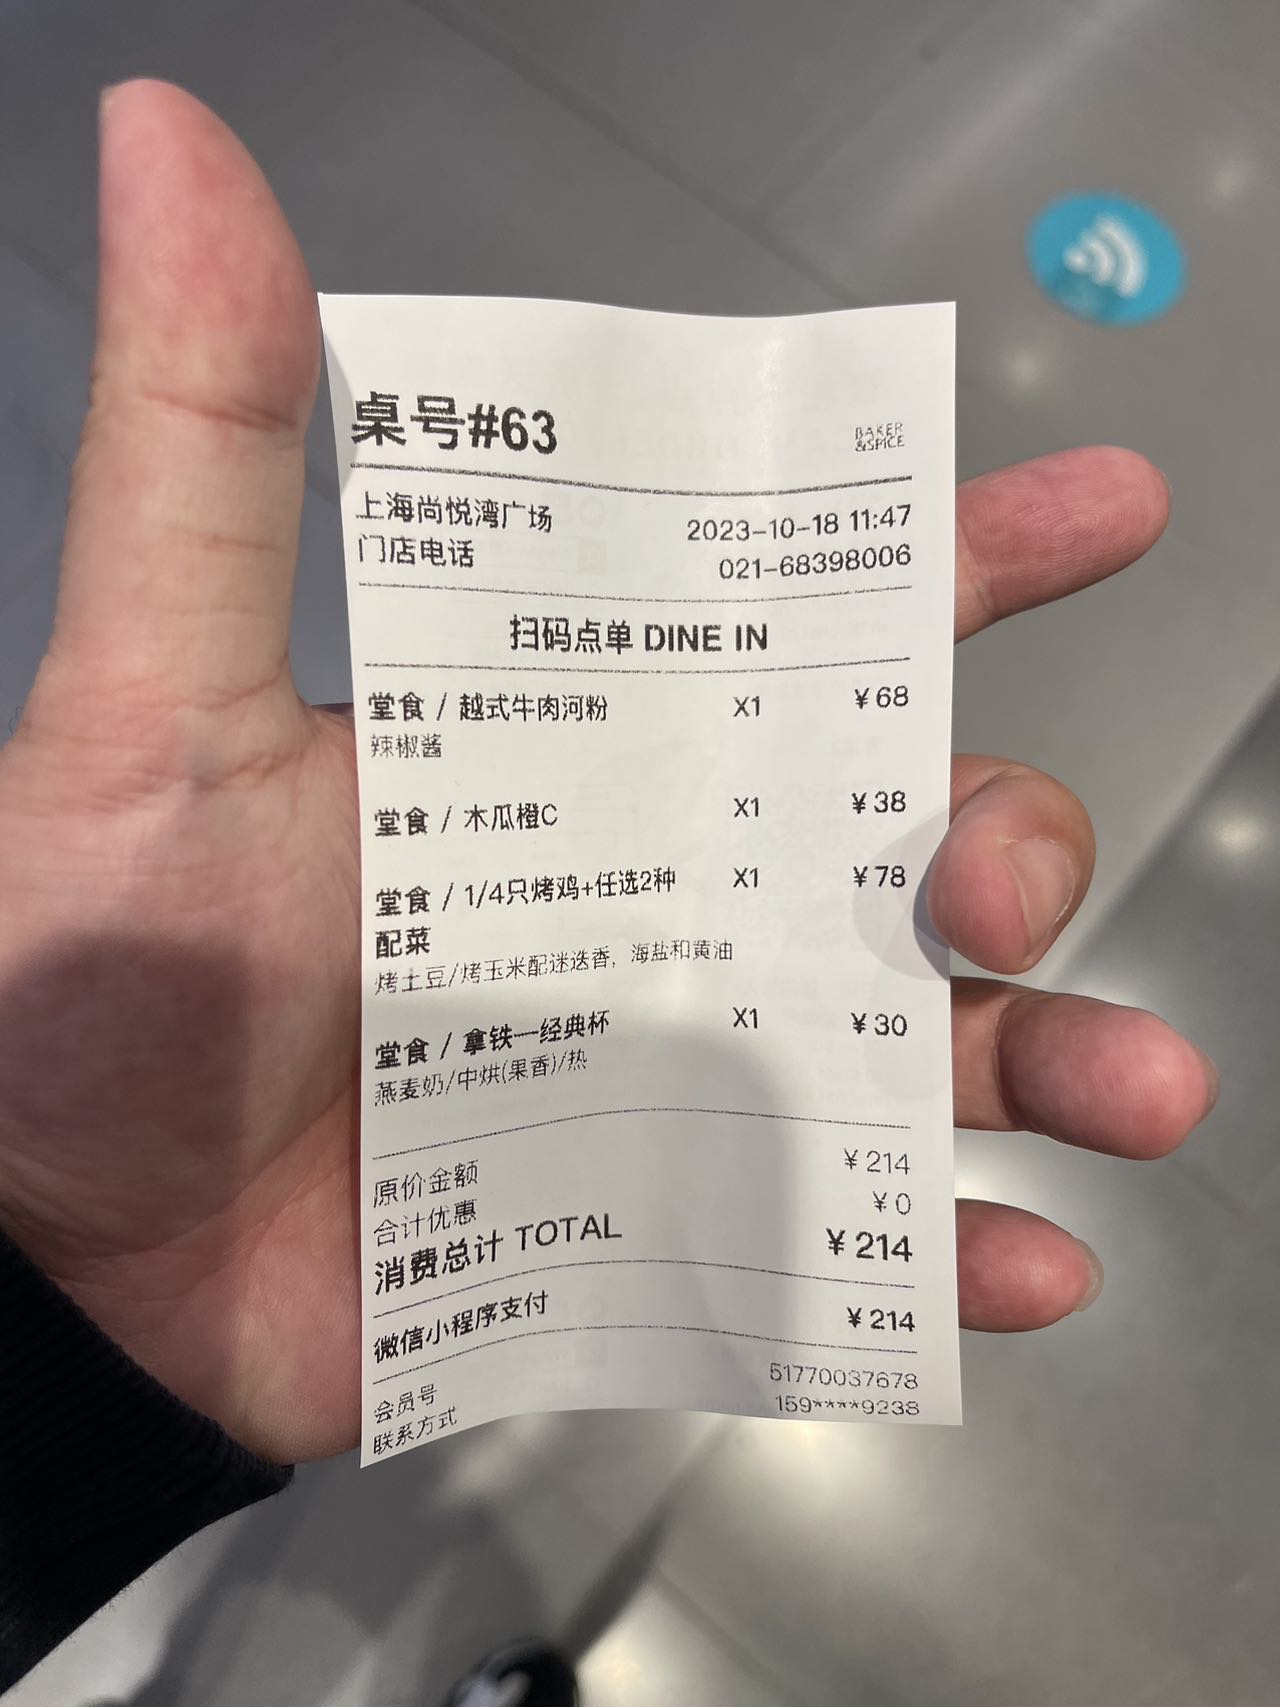 桌号#63
BAKER
&SPICE
上海尚悦湾广场 2023-10-18 11:47
门店电话 021-68398006
扫码点单 DINE IN
堂食 / 越式牛肉河粉 X1 ¥68
辣椒酱
堂食 / 木瓜橙C X1 ¥38
堂食 / 1/4只烤鸡+任选2种 X1 ¥78
配菜
烤土豆/烤玉米配迷迭香，海盐和黄油
堂食 / 拿铁—经典杯 X1 ¥30
燕麦奶/中烘(果香)/热
原价金额 ¥214
合计优惠 ¥0
消费总计 TOTAL ¥214
微信小程序支付 ¥214
会员号 51770037678
联系方式 159****9238